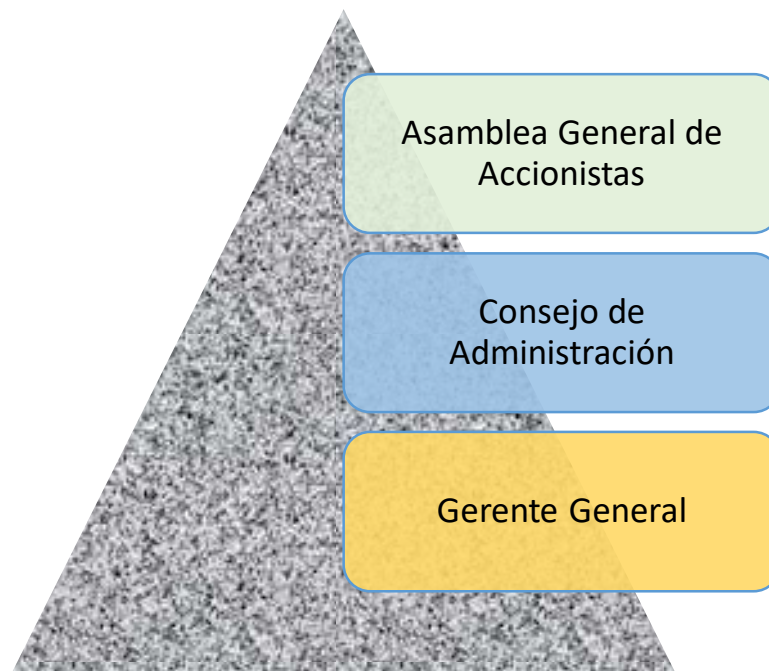 Asamblea General de
Accionistas
Consejo de
Administración
Gerente General